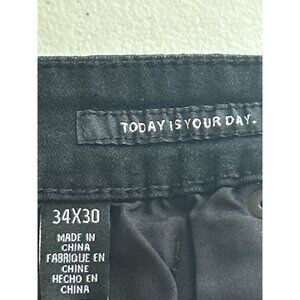 TODAY IS YOUR DAY.
34X30
MADE IN
CHINA
FABRIQUE EN
CHINE
HECHO EN
CHINA